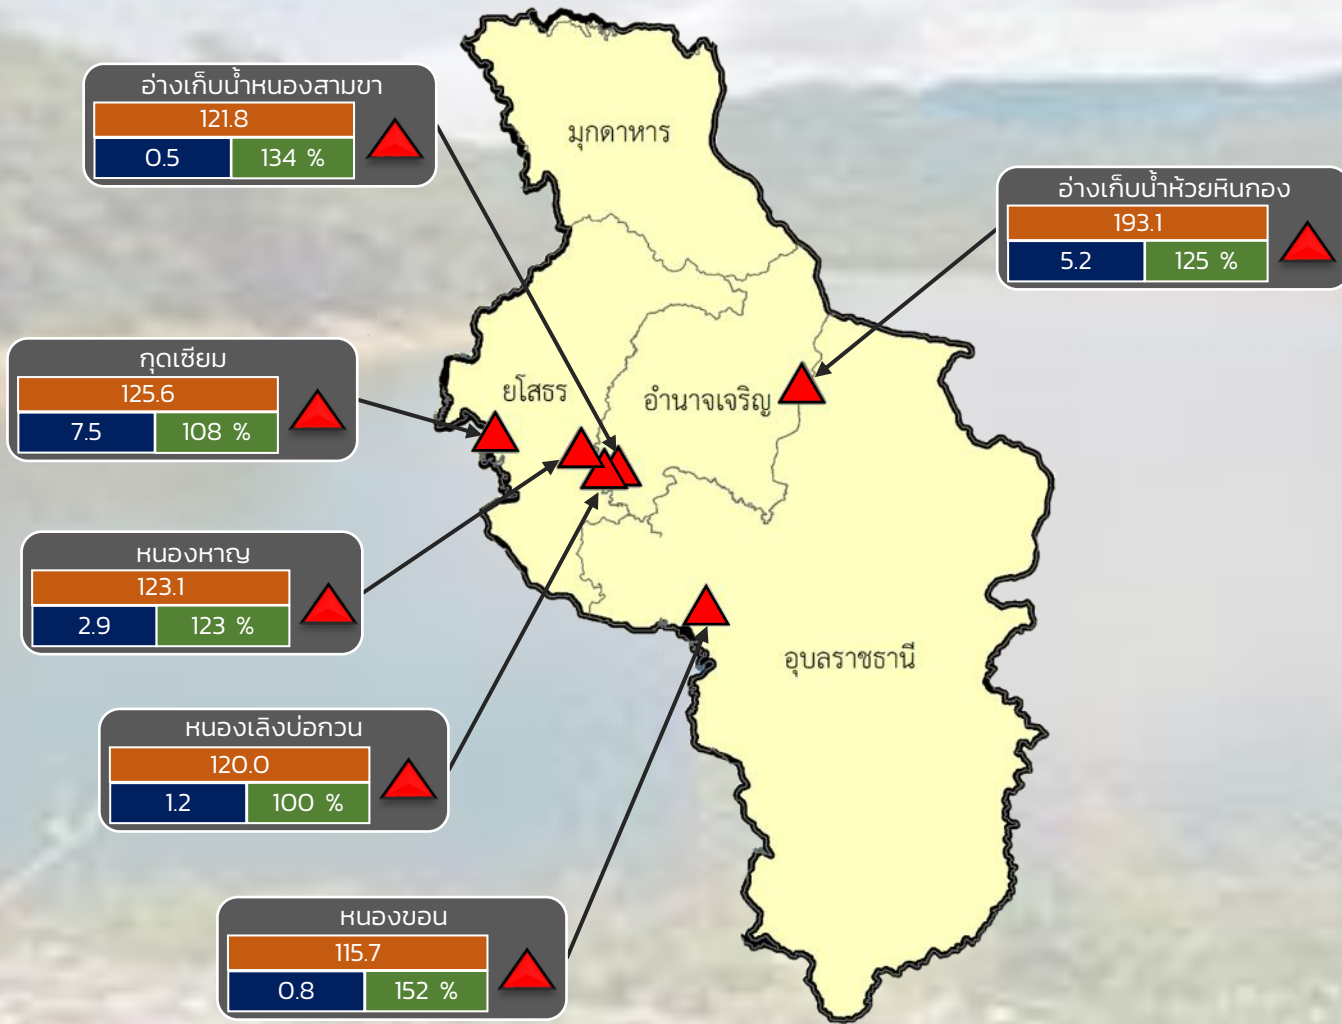 อ่างเก็บน้ำหนองสามขา
121.8
0.5 134 %
มุกดาหาร
อ่างเก็บน้ำห้วยหินกอง
193.1
5.2 125 %
กุดเซียม
125.6
7.5 108 %
ยโสธร
อำนาจเจริญ
หนองหาญ
123.1
2.9 123 %
อุบลราชธานี
หนองเลิงบ่อกวน
120.0
1.2 100 %
หนองขอน
115.7
0.8 152 %